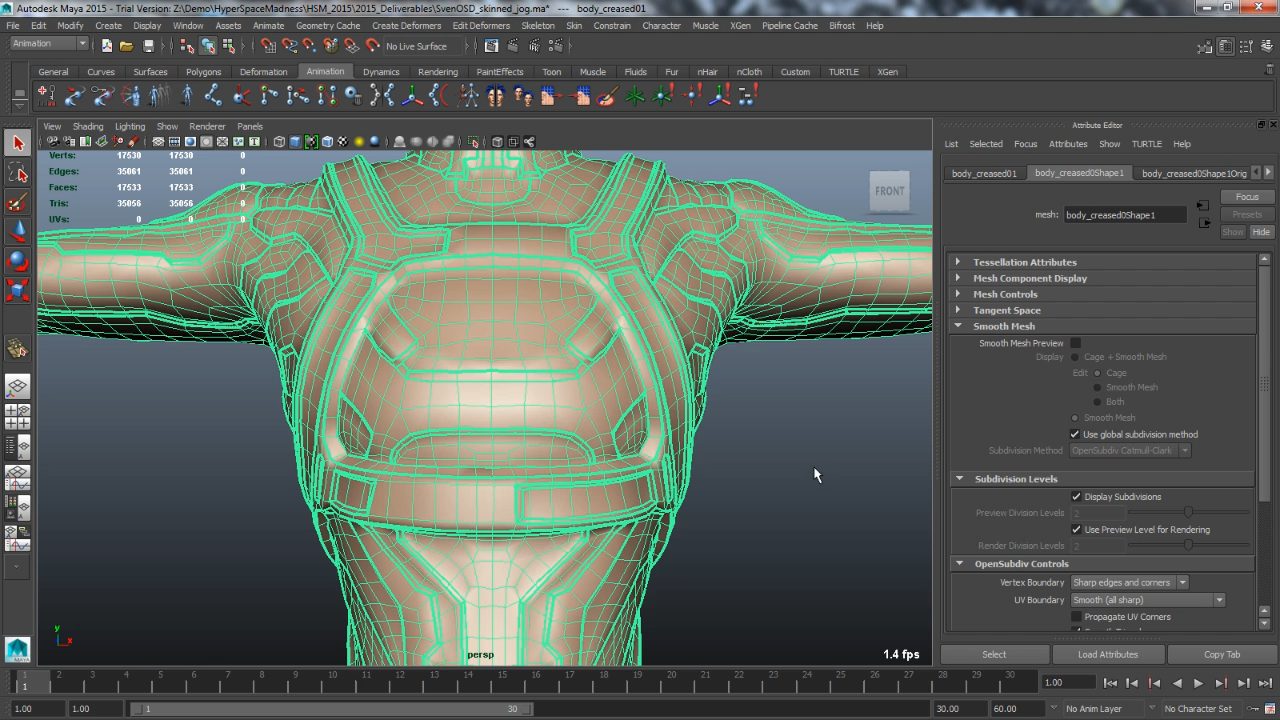 Autodesk Maya 2015 - Trial Version: Z:\Demo\HyperSpaceMadness\HSM_2015\2015_Deliverables\SvenOSD_skinned_jog.ma* --- body_creased01
File Edit Modify Create Display Window Assets Animate Geometry Cache Create Deformers Edit Deformers Skeleton Skin Constraint Character Muscle XGen Pipeline Cache Bifrost Help
Animation No Live Surface
General Curves Surfaces Polygons Deformation Animation Dynamics Rendering PaintEffects Toon Muscle Fluids Fur nHair nCloth Custom TURTLE XGen
View Shading Lighting Show Renderer Panels
Verts: 17530 17530 0
Edges: 35061 35061 0
Faces: 17533 17533 0
Tris: 35056 35056 0
UVs: 0 0 0
FRONT
persp
1.4 fps
y
x
Attribute Editor
List Selected Focus Attributes Show TURTLE Help
body_creased01 body_creased0Shape1 body_creased0Shape1Orig
Focus
mesh: body_creased0Shape1 Presets
Show Hide
Tessellation Attributes
Mesh Component Display
Mesh Controls
Tangent Space
Smooth Mesh
Smooth Mesh Preview
Display Cage + Smooth Mesh
Edit Cage
Smooth Mesh
Both
Smooth Mesh
Use global subdivision method
Subdivision Method OpenSubdiv Catmull-Clark
Subdivision Levels
Display Subdivisions
Preview Division Levels 2
Use Preview Level for Rendering
Render Division Levels 2
OpenSubdiv Controls
Vertex Boundary Sharp edges and corners
UV Boundary Smooth (all sharp)
Propagate UV Corners
Select Load Attributes Copy Tab
1 2 3 4 5 6 7 8 9 10 11 12 13 14 15 16 17 18 19 20 21 22 23 24 25 26 27 28 29 30
1 1.00
1.00 1.00 1 30 30.00 60.00 No Anim Layer No Character Set